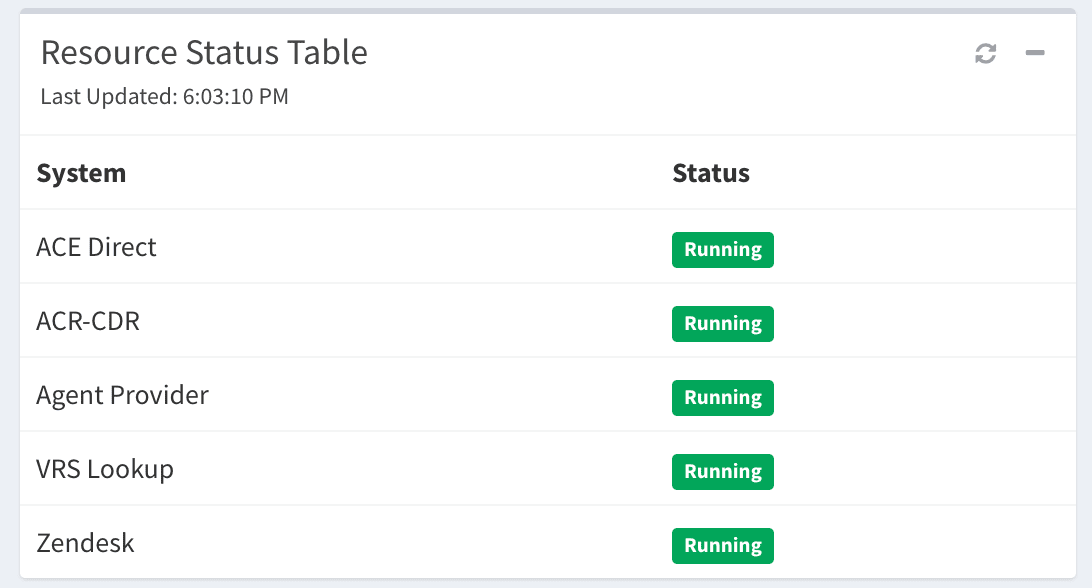 Resource Status Table
Last Updated: 6:03:10 PM
System Status
ACE Direct Running
ACR-CDR Running
Agent Provider Running
VRS Lookup Running
Zendesk Running